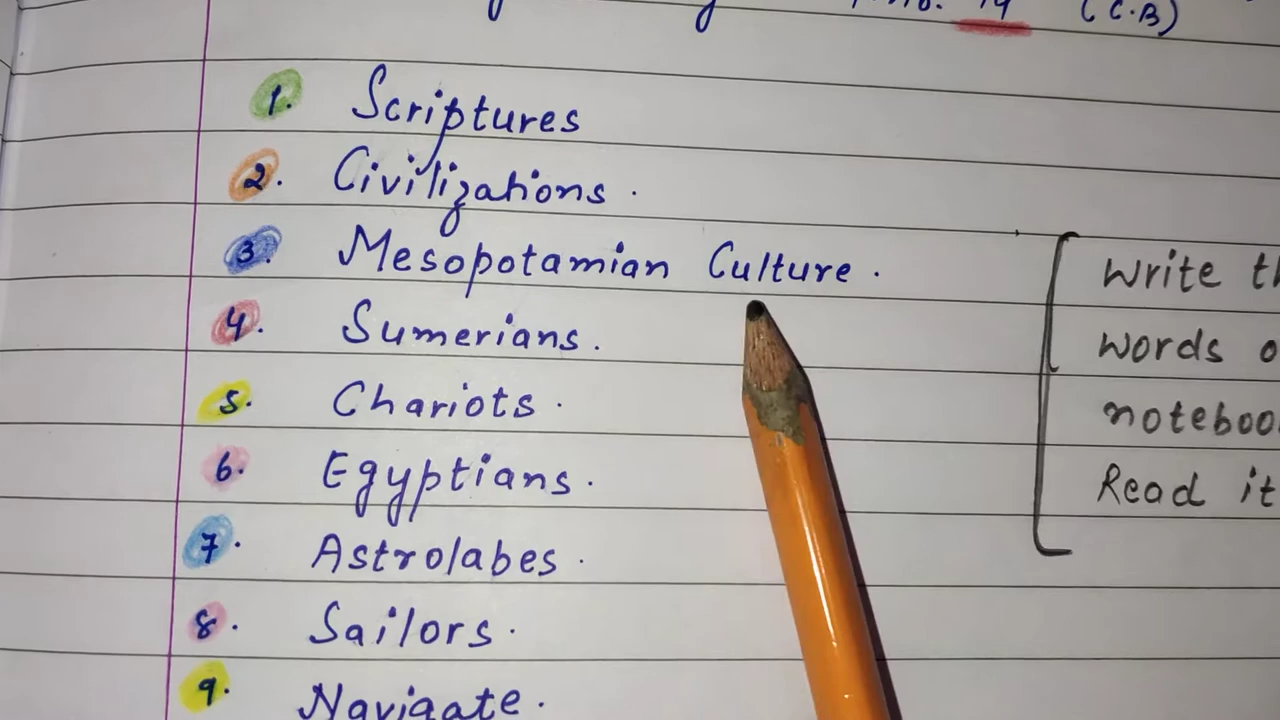 19 (C.B)
1. Scriptures
2. Civilizations.
3. Mesopotamian Culture.
4. Sumerians.
5. Chariots.
6. Egyptians.
7. Astrolabes.
8. Sailors.
9. Navigate.
Write
words
Read it